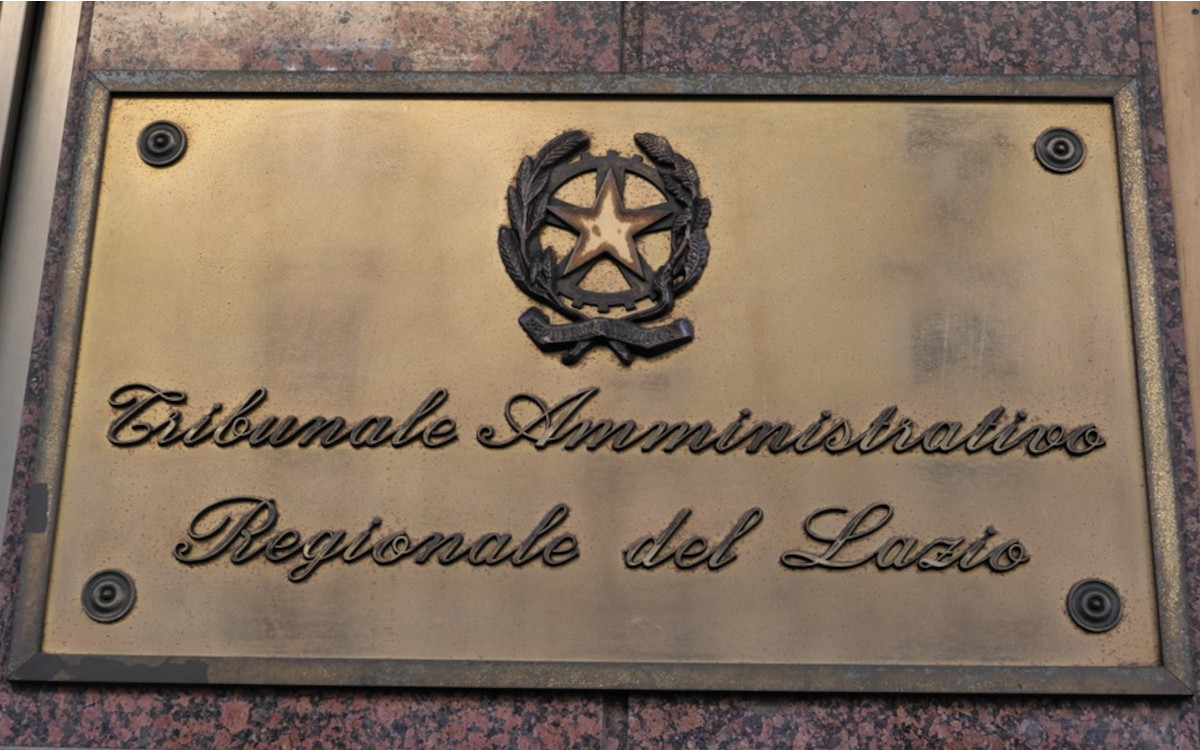 Tribunale Amministrativo
Regionale del Lazio